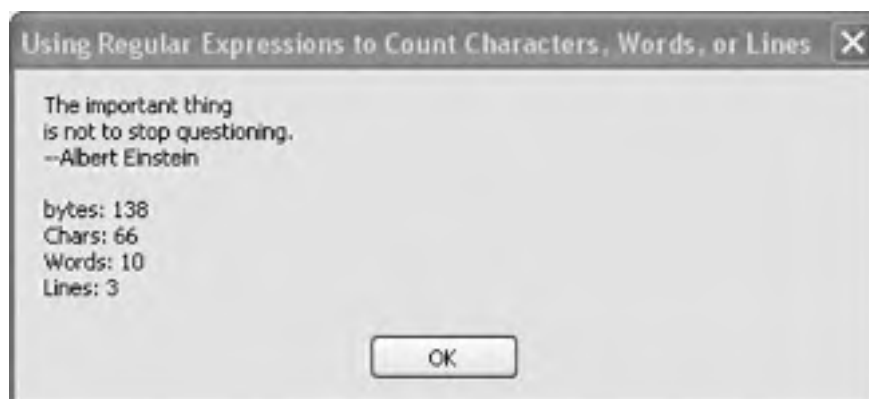 Using Regular Expressions to Count Characters, Words, or Lines
The important thing
is not to stop questioning.
--Albert Einstein
bytes: 138
Chars: 66
Words: 10
Lines: 3
OK